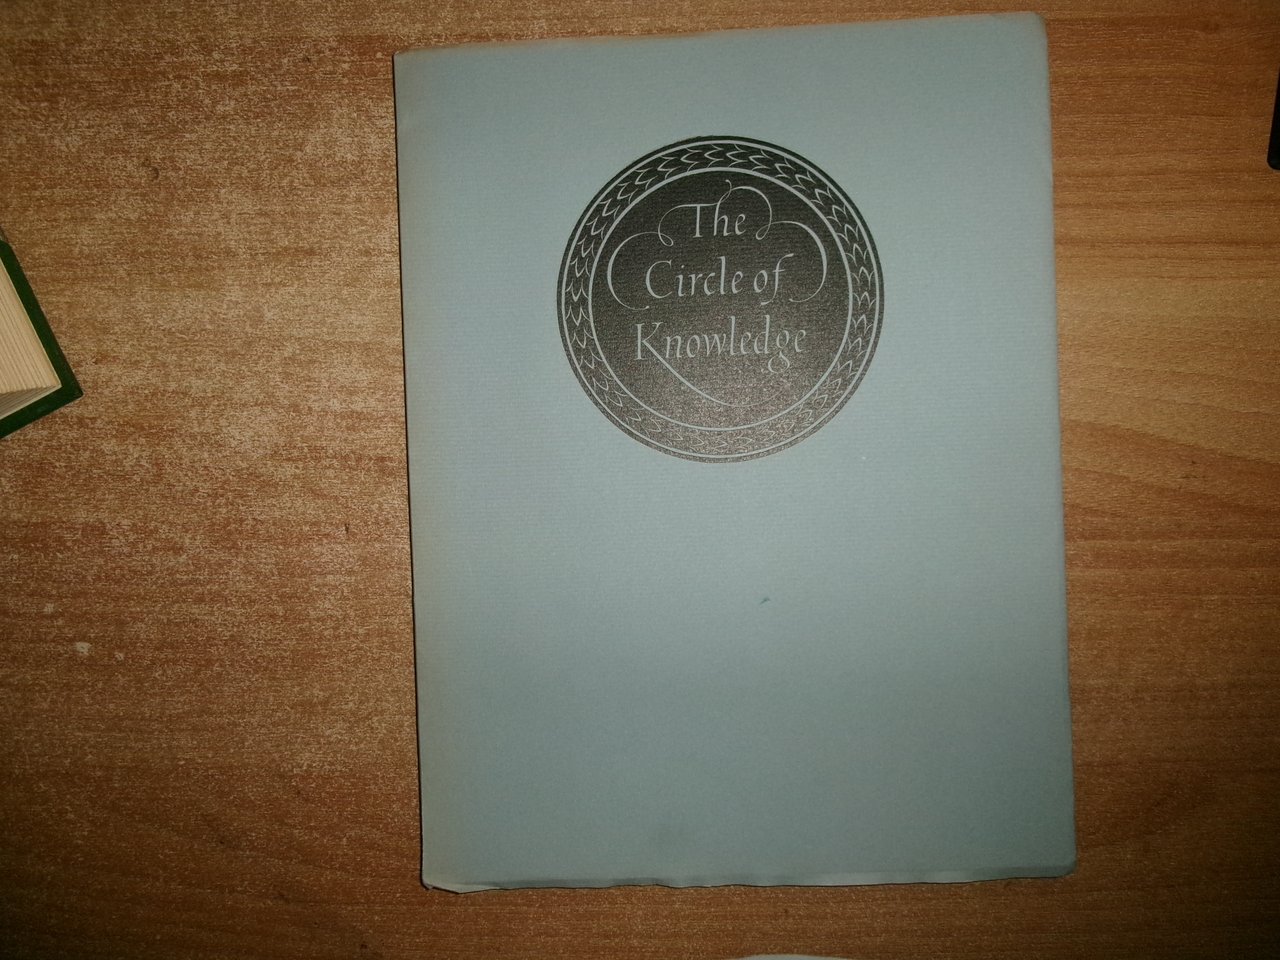 The
Circle of
Knowledge